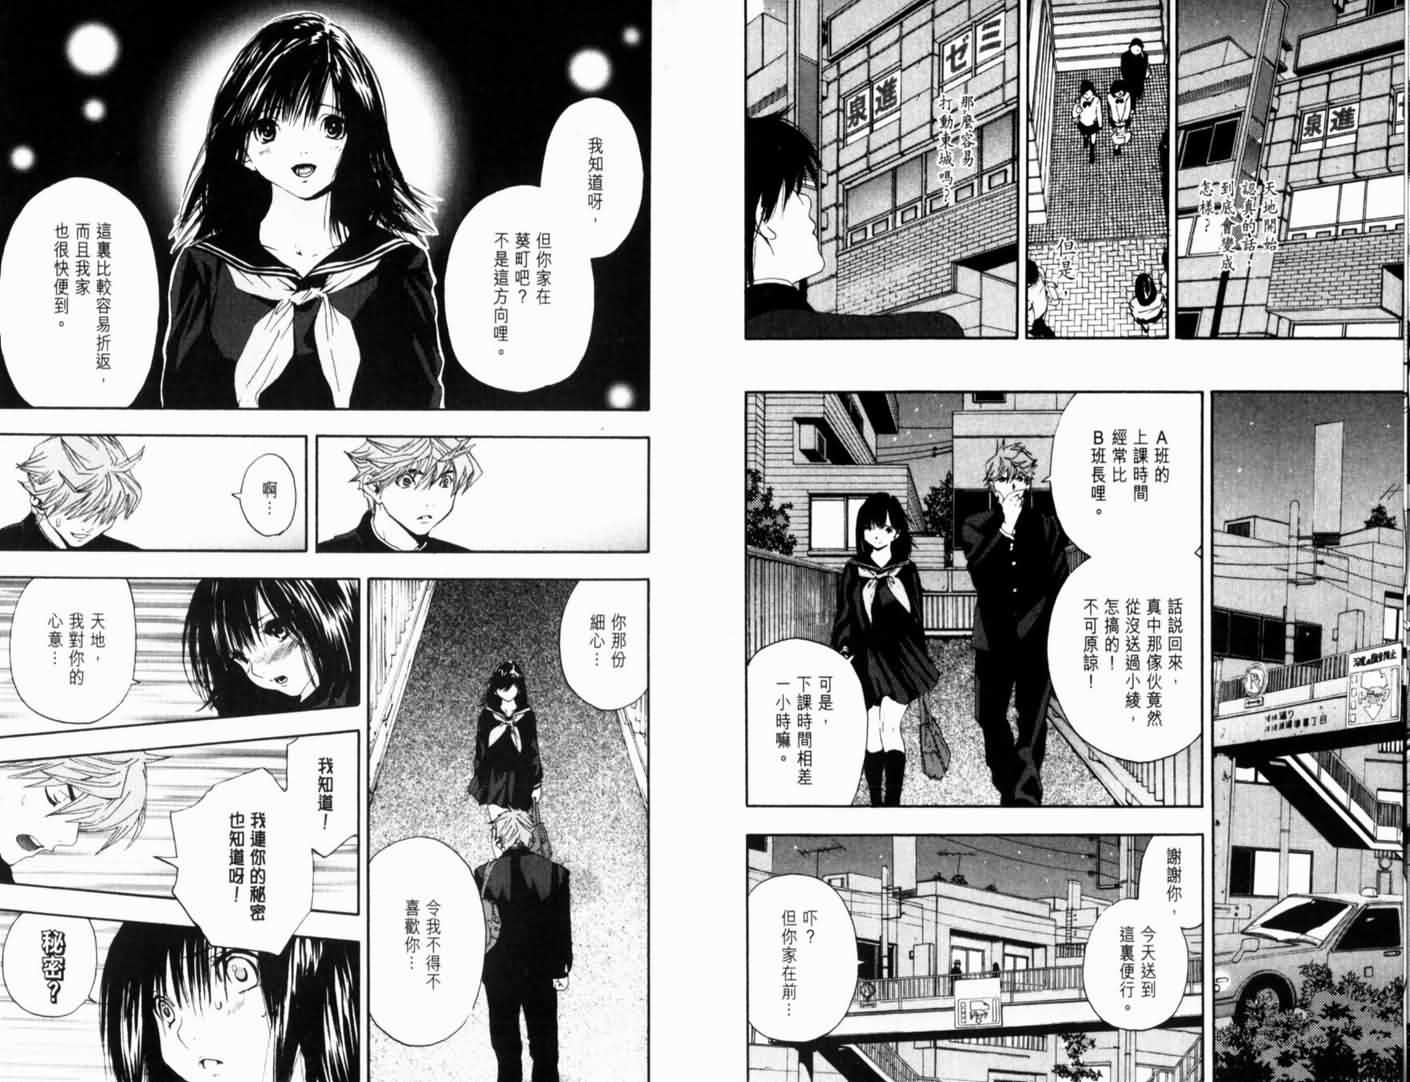 進
泉
天地開始
認真的話！
到底會變成
怎樣？
但是，
ミ
ゼ
進
泉
那麼容易
打動東城嗎？
A班的
上課時間
經常比
B班長哩。
話說回來，
真中那傢伙竟然
從沒送過小綾，
怎搞的！
不可原諒！
可是，
下課時間相差
一小時嘛。
謝謝你，
今天送到
這裏便行。
吓？
但你家在前…
我知道呀，
但你家在
葵町吧？
不是這方向哩。
這裏比較容易折返，
而且我家
也很快便到。
啊…
你那份
細心…
令我不得不
喜歡你…
天地，
我對你的
心意…
我知道！
我連你的秘密
也知道呀！
秘密？